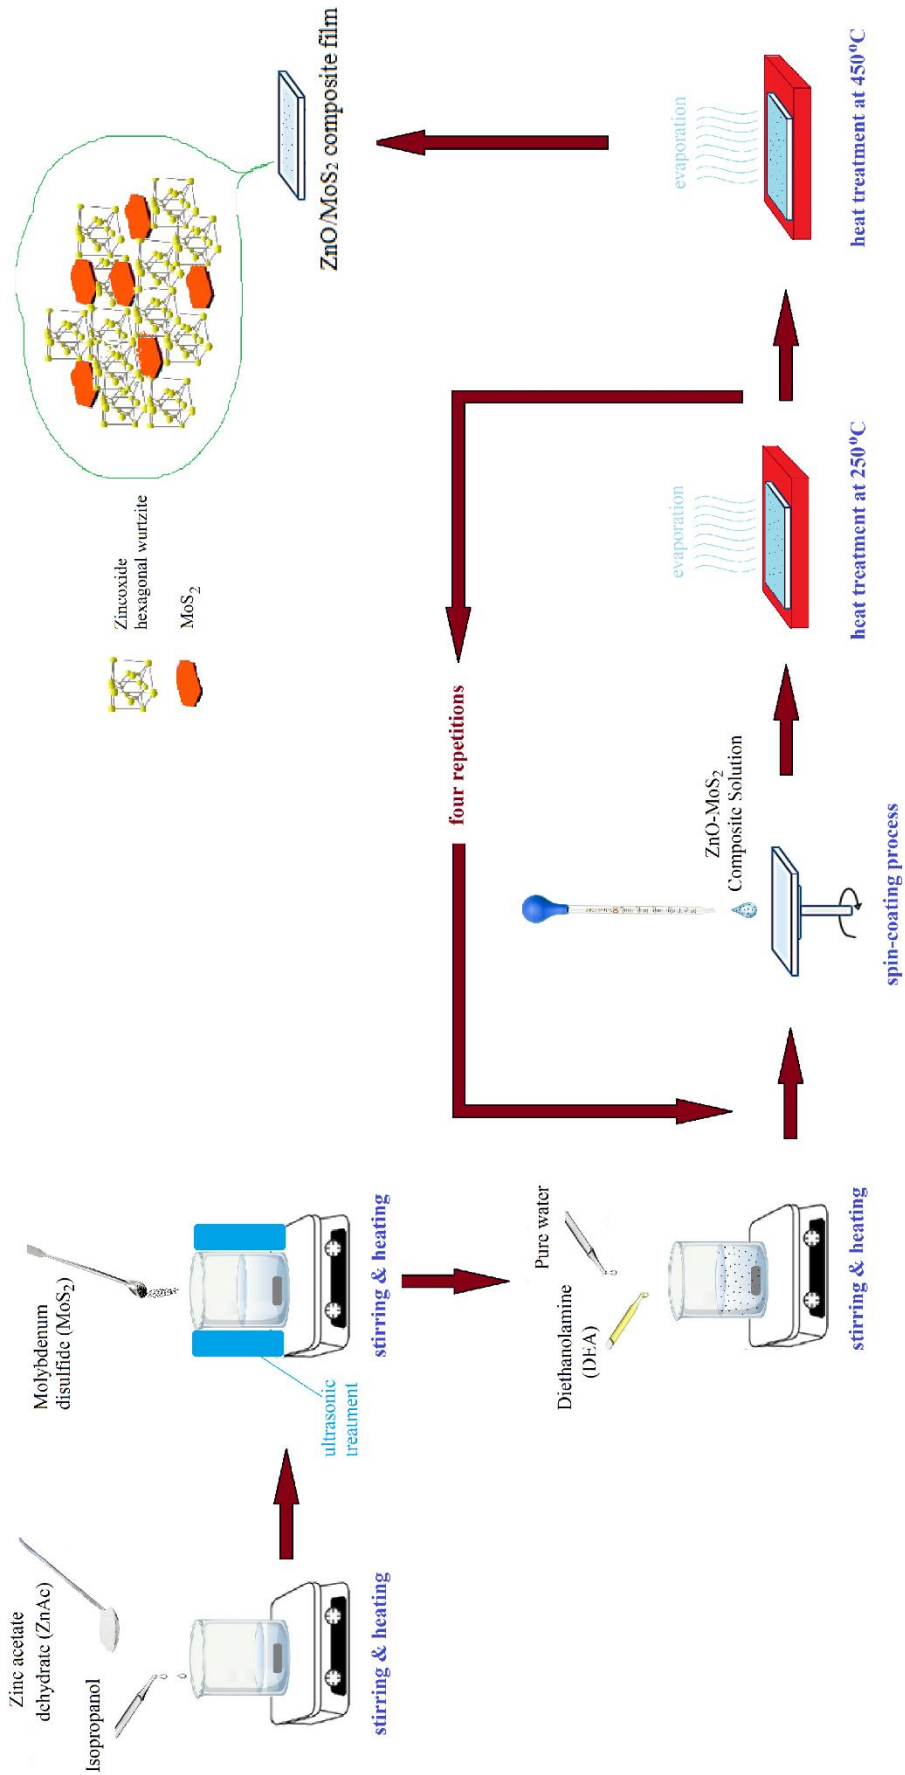 Zinc acetate
dehydrate (ZnAc)
Isopropanol
stirring & heating
Molybdenum
disulfide (MoS₂)
ultrasonic
treatment
stirring & heating
Pure water
Diethanolamine
(DEA)
stirring & heating
four repetitions
ZnO-MoS₂
Composite Solution
spin-coating process
evaporation
heat treatment at 250°C
evaporation
heat treatment at 450°C
Zincoxide
hexagonal wurtzite
MoS₂
ZnO/MoS₂ composite film